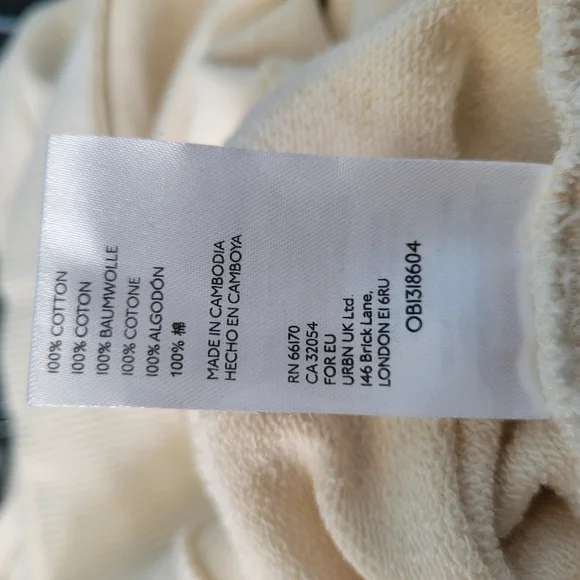 100% COTTON
100% COTON
100% BAUMWOLLE
100% COTONE
100% ALGODÓN
100% 棉
MADE IN CAMBODIA
HECHO EN CAMBOYA
RN 66170
CA 32054
FOR EU
URBN UK Ltd.
146 Brick Lane,
LONDON E1 6RU
OB1318604